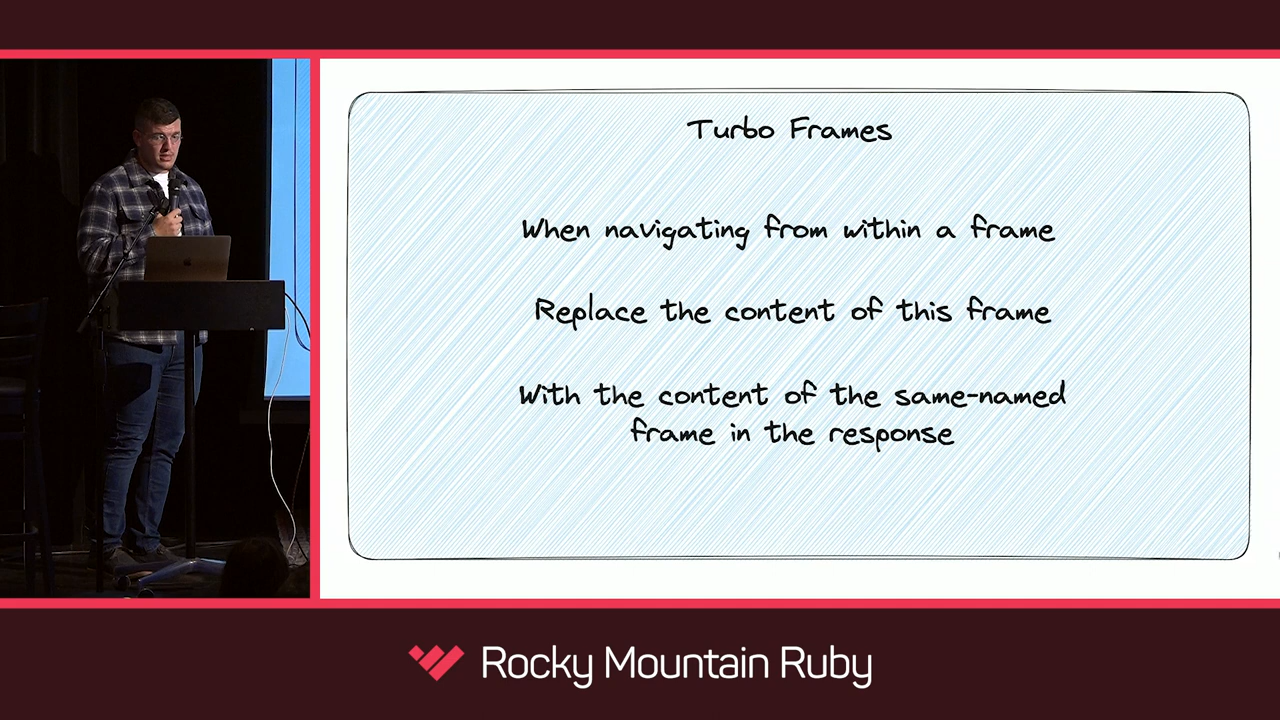 Turbo Frames
When navigating from within a frame
Replace the content of this frame
With the content of the same-named
frame in the response
Rocky Mountain Ruby